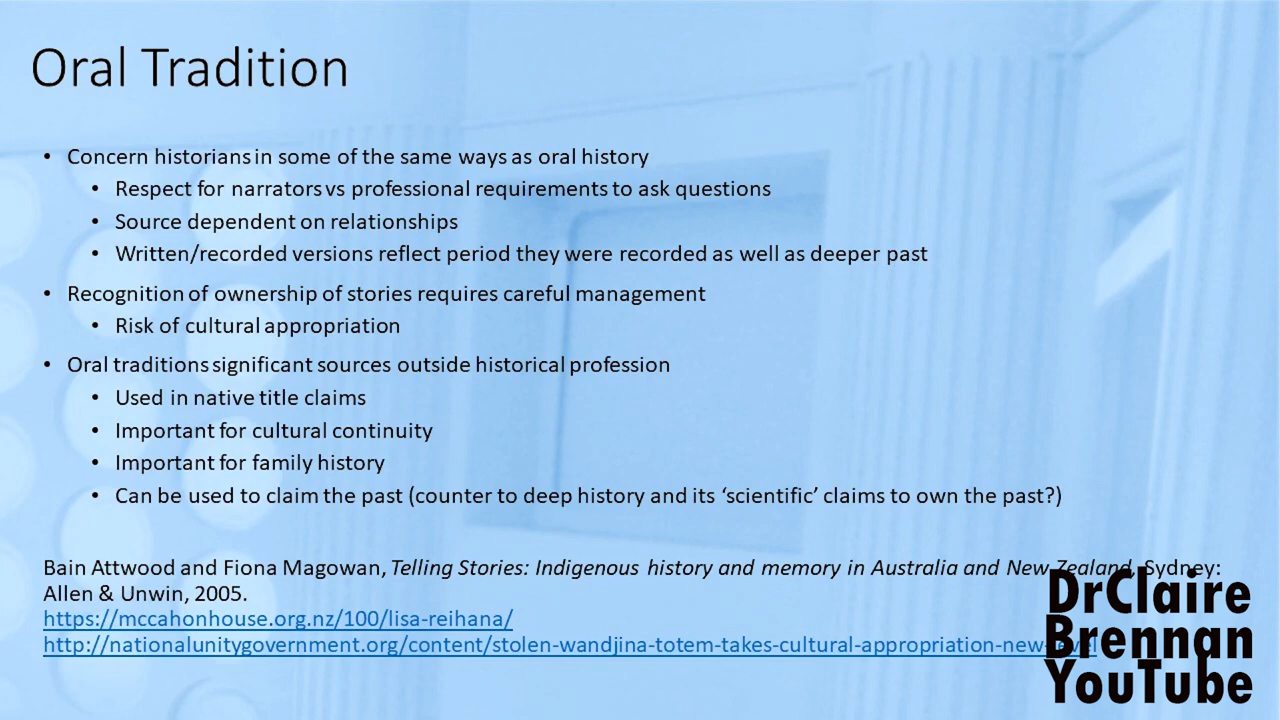 Oral Tradition
• Concern historians in some of the same ways as oral history
• Respect for narrators vs professional requirements to ask questions
• Source dependent on relationships
• Written/recorded versions reflect period they were recorded as well as deeper past
• Recognition of ownership of stories requires careful management
• Risk of cultural appropriation
• Oral traditions significant sources outside historical profession
• Used in native title claims
• Important for cultural continuity
• Important for family history
• Can be used to claim the past (counter to deep history and its ‘scientific’ claims to own the past?)
Bain Attwood and Fiona Magowan, Telling Stories: Indigenous history and memory in Australia and New Zealand, Sydney:
Allen & Unwin, 2005.
https://mccahonhouse.org.nz/100/lisa-reihana/
http://nationalunitygovernment.org/content/stolen-wandjina-totem-takes-cultural-appropriation-new-level
DrClaire
Brennan
YouTube